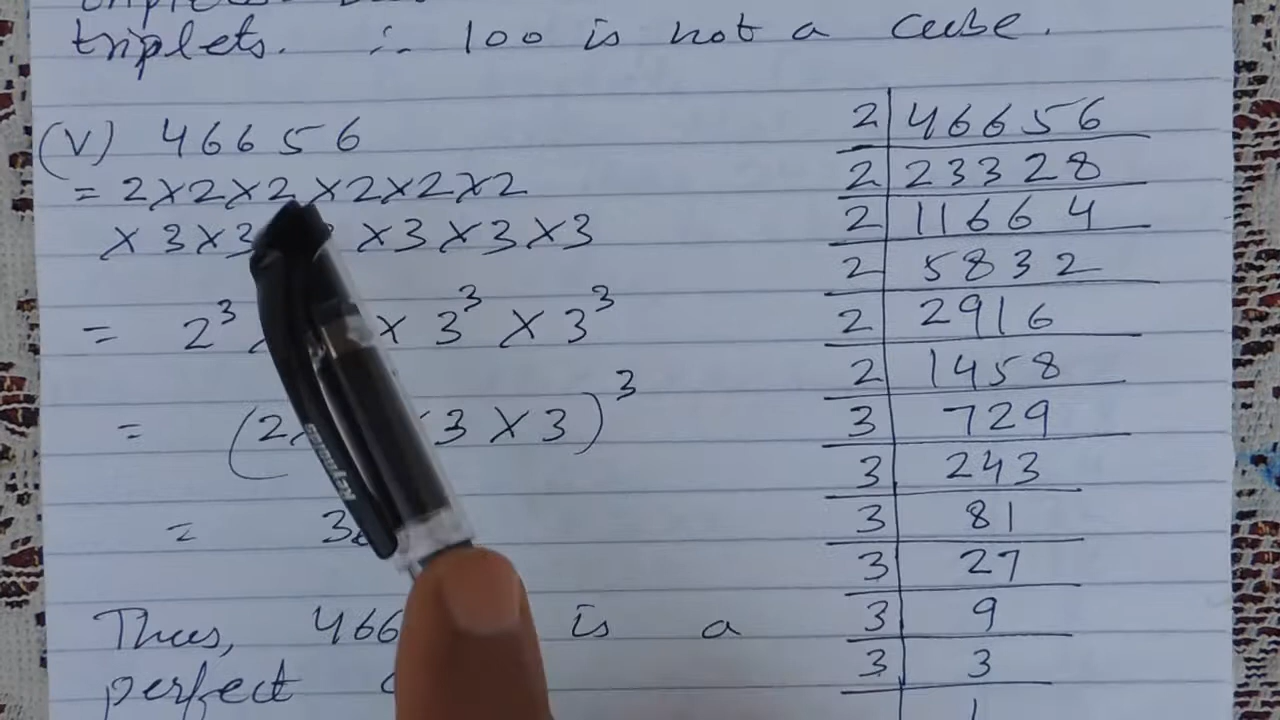 triplets. ∴ 100 is not a cube.
(V) 46656
= 2×2×2×2×2×2
× 3×3 ×3×3×3
= 2³ × 3³ × 3³
= (2 3 × 3)³
=
Thus, is a
perfect
2 46656
2 23328
2 11664
2 5832
2 2916
2 1458
3 729
3 243
3 81
3 27
3 9
3 3
1